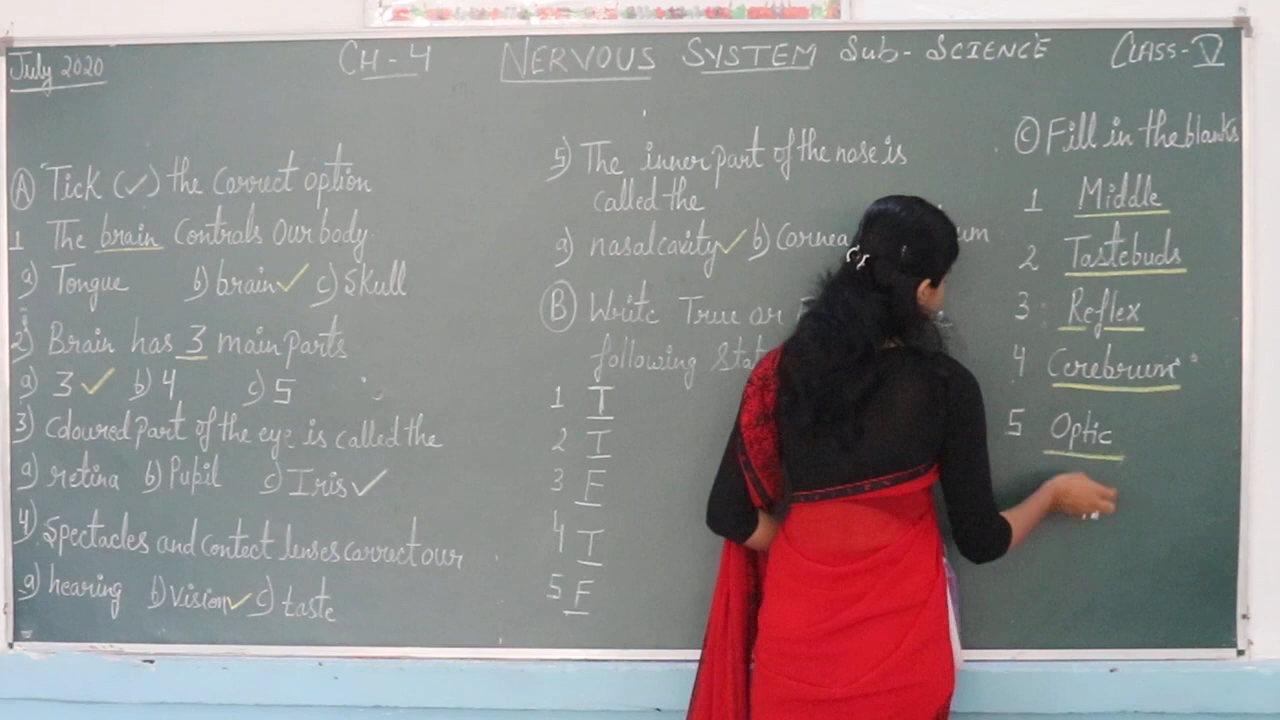 July 2020
CH-4 NERVOUS SYSTEM Sub- SCIENCE CLASS-V
(A) Tick (✓) the Correct option
1 The brain Controls Our body
a) Tongue b) brain ✓ c) Skull
2) Brain has 3 main parts
a) 3 ✓ b) 4 c) 5
3) Coloured part of the eye is called the
a) retina b) Pupil c) Iris ✓
4) Spectacles and contect lenses correct our
a) hearing b) vision ✓ c) taste
5) The inner part of the nose is
called the
a) nasal cavity ✓ b) Cornea
(B) Write True or
following
1 T
2 T
3 F
4 T
5 F
(C) Fill in the blanks
1 Middle
2 Tastebuds
3 Reflex
4 Cerebrum
5 Optic